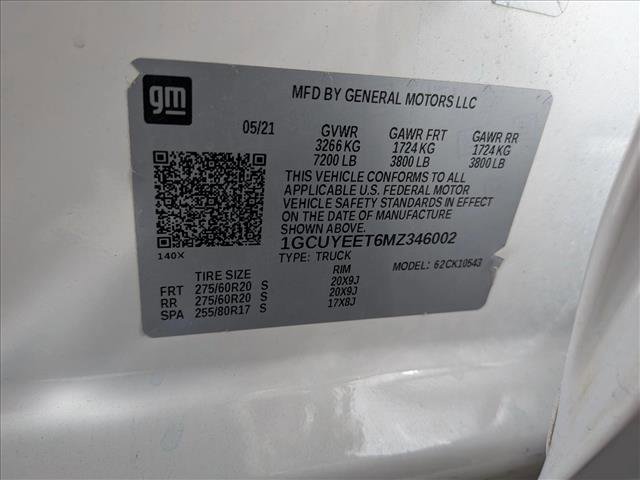 gm
MFD BY GENERAL MOTORS LLC
05/21 GVWR GAWR FRT GAWR RR
3266 KG 1724 KG 1724 KG
7200 LB 3800 LB 3800 LB
THIS VEHICLE CONFORMS TO ALL
APPLICABLE U.S. FEDERAL MOTOR
VEHICLE SAFETY STANDARDS IN EFFECT
ON THE DATE OF MANUFACTURE
SHOWN ABOVE.
1GCUYEET6MZ346002
140X
TYPE: TRUCK MODEL: 62CK10543
TIRE SIZE RIM
FRT 275/60R20 S 20X9J
RR 275/60R20 S 20X9J
SPA 255/80R17 S 17X8J